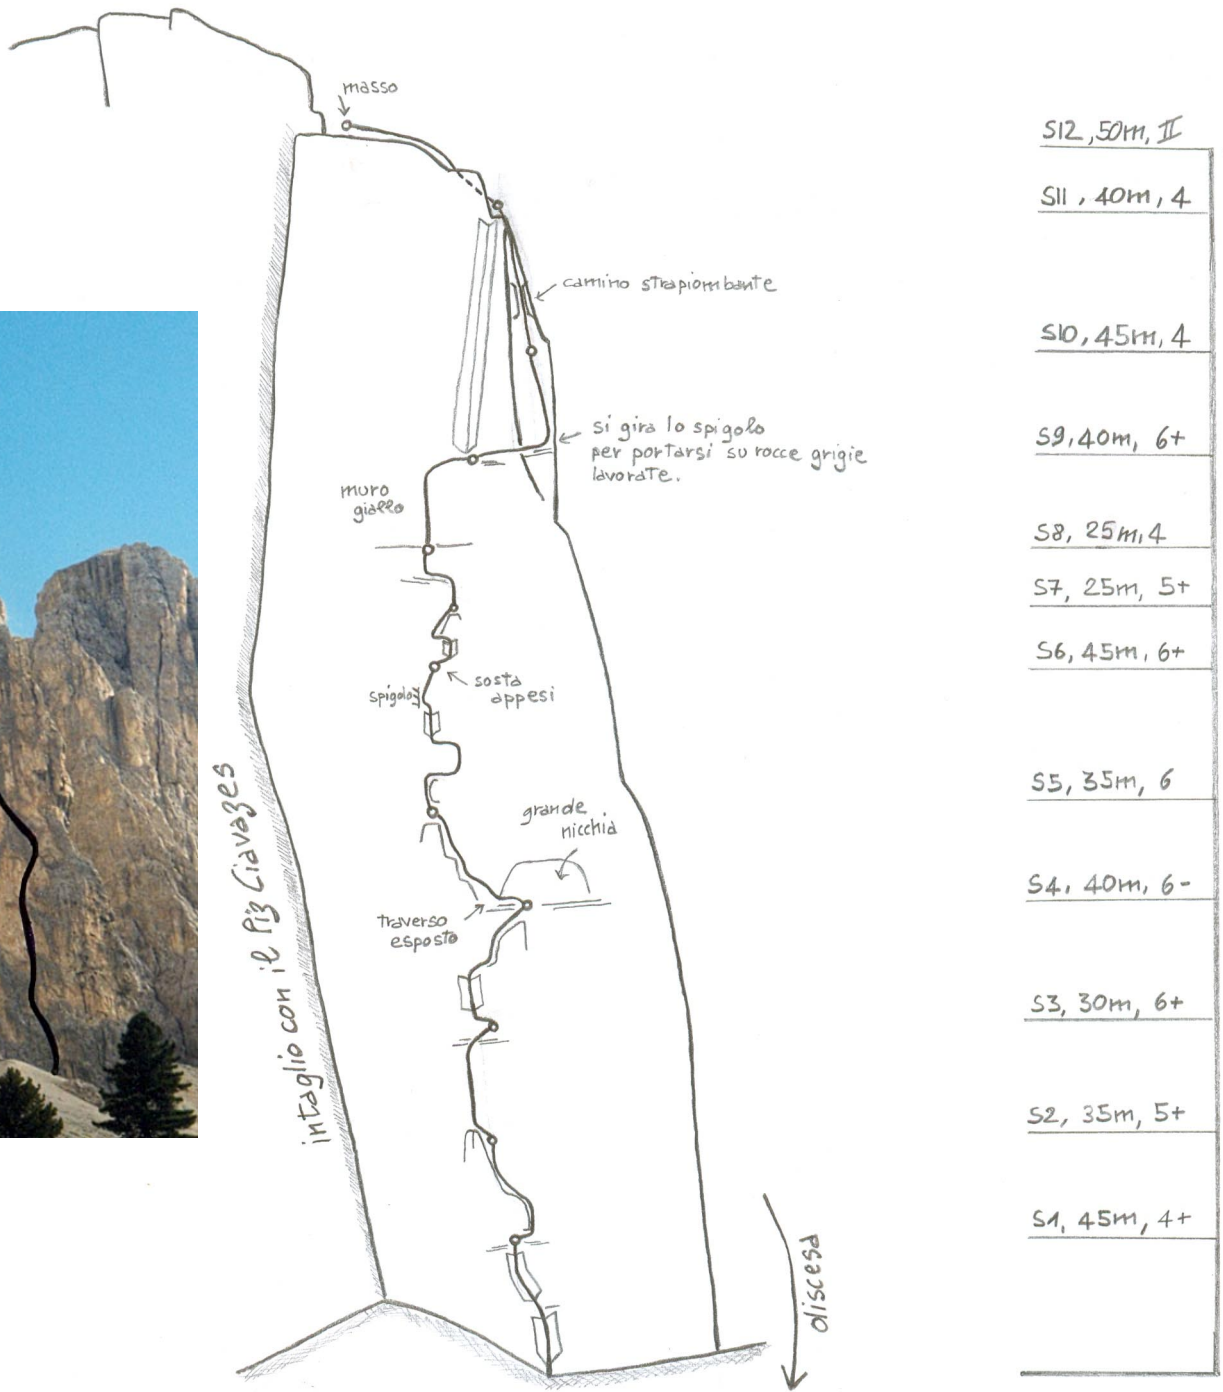 masso
camino strapiombante
si gira lo spigolo
per portarsi su rocce grigie
lavorate.
muro
giallo
sosta
appesi
spigolo
grande
nicchia
traverso
esposto
intaglio con il Piz Ciavazes
discesa
S12, 50m, II
S11, 40m, 4
S10, 45m, 4
S9, 40m, 6+
S8, 25m, 4
S7, 25m, 5+
S6, 45m, 6+
S5, 35m, 6
S4, 40m, 6-
S3, 30m, 6+
S2, 35m, 5+
S1, 45m, 4+